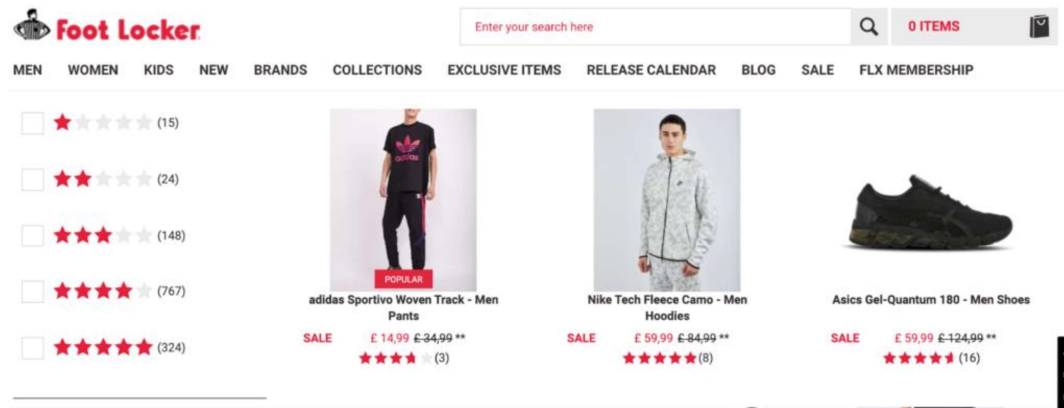 Foot Locker
Enter your search here
0 ITEMS
MEN WOMEN KIDS NEW BRANDS COLLECTIONS EXCLUSIVE ITEMS RELEASE CALENDAR BLOG SALE FLX MEMBERSHIP
(15)
(24)
(148)
(767)
(324)
adidas
POPULAR
adidas Sportivo Woven Track - Men
Pants
SALE £ 14,99 £ 34,99 **
(3)
Nike Tech Fleece Camo - Men
Hoodies
SALE £ 59,99 £ 84,99 **
(8)
Asics Gel-Quantum 180 - Men Shoes
SALE £ 59,99 £ 124,99 **
(16)